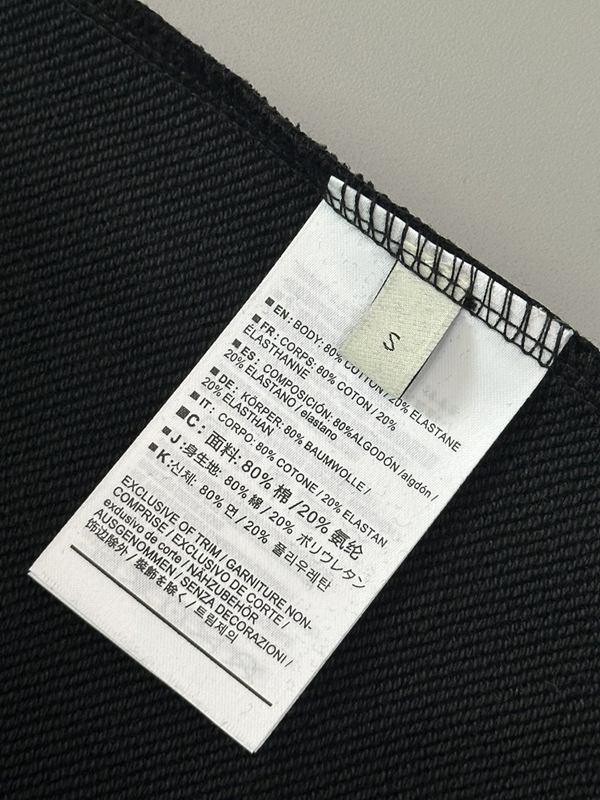 S
■ EN: BODY: 80% COTTON / 20% ELASTANE
■ FR: CORPS: 80% COTON / 20%
ÉLASTHANNE
■ ES: COMPOSICIÓN: 80%ALGODÓN /algdón /
20% ELASTANO / elastano
■ DE: KÖRPER: 80% BAUMWOLLE /
20% ELASTHAN
■ IT: CORPO: 80% COTONE / 20% ELASTAN
■C: 面料: 80% 棉 /20% 氨纶
■ J:身生地: 80% 綿 / 20% ポリウレタン
■ K:신체: 80% 면 / 20% 폴리우레탄
EXCLUSIVE OF TRIM / GARNITURE NON-
COMPRISE / EXCLUSIVO DE CORTE /
exdusivo de corte / NÄHZUBEHÖR
AUSGENOMMEN / SENZA DECORAZIONI /
饰边除外 / 装飾を除く / 트림제외